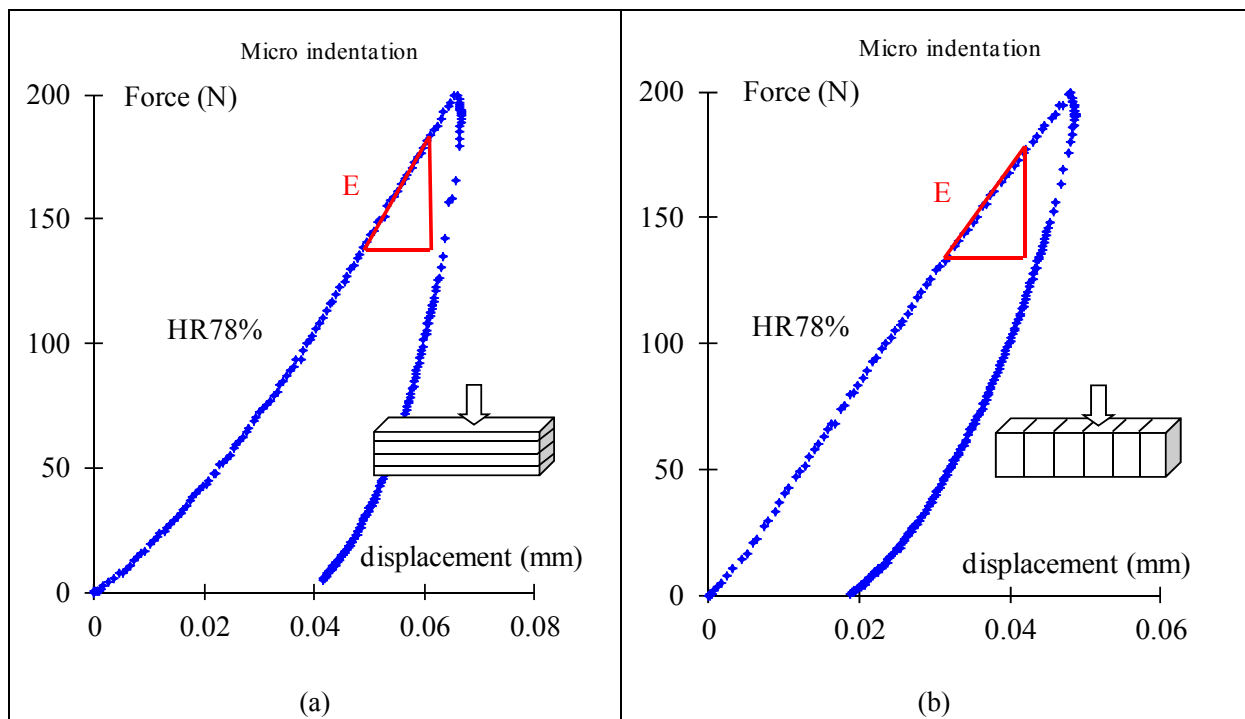 Micro indentation
Force (N)
200
150
100
50
0
E
HR78%
displacement (mm)
0 0.02 0.04 0.06 0.08
(a)
Micro indentation
Force (N)
200
150
100
50
0
E
HR78%
displacement (mm)
0 0.02 0.04 0.06
(b)